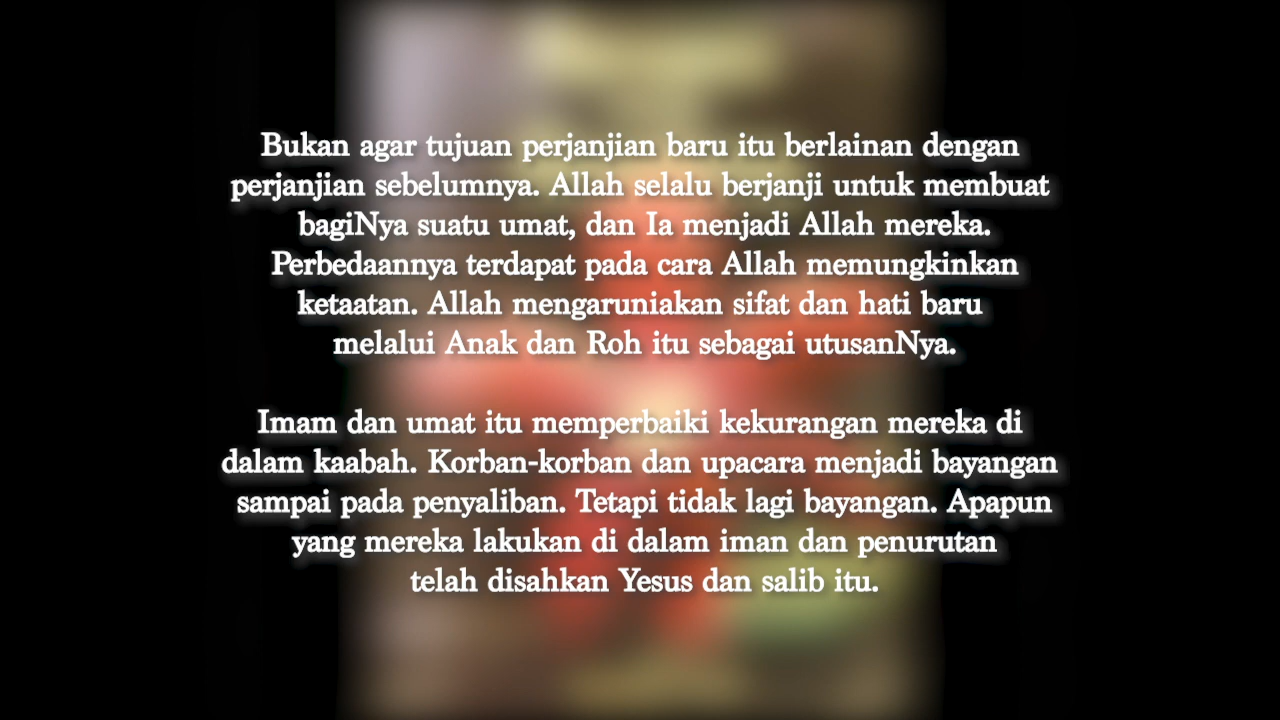 Bukan agar tujuan perjanjian baru itu berlainan dengan
perjanjian sebelumnya. Allah selalu berjanji untuk membuat
bagiNya suatu umat, dan Ia menjadi Allah mereka.
Perbedaannya terdapat pada cara Allah memungkinkan
ketaatan. Allah mengaruniakan sifat dan hati baru
melalui Anak dan Roh itu sebagai utusanNya.
Imam dan umat itu memperbaiki kekurangan mereka di
dalam kaabah. Korban-korban dan upacara menjadi bayangan
sampai pada penyaliban. Tetapi tidak lagi bayangan. Apapun
yang mereka lakukan di dalam iman dan penurutan
telah disahkan Yesus dan salib itu.